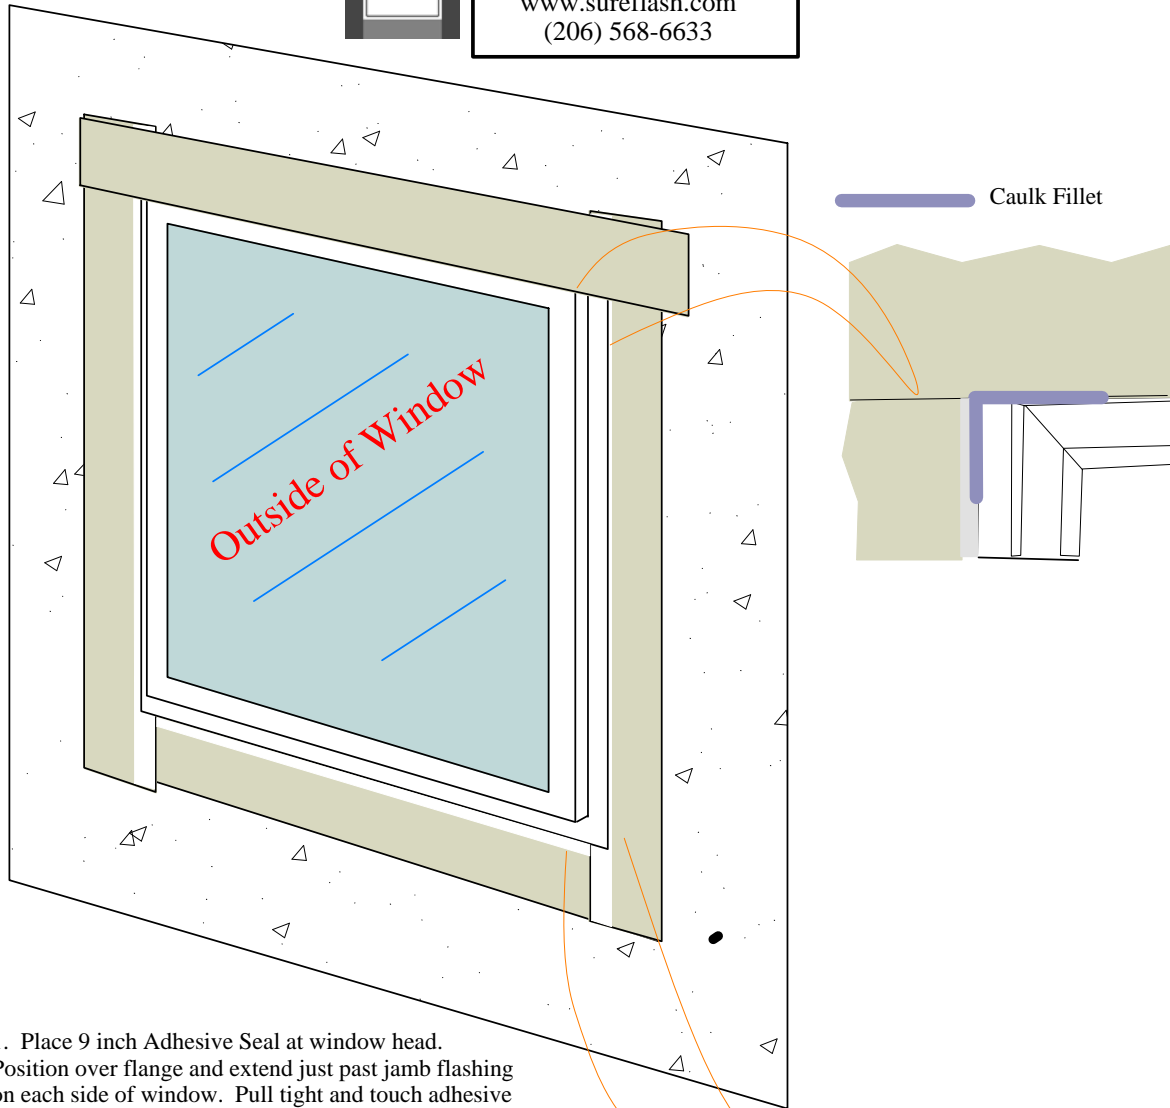 www.sureflash.com
(206) 568-6633
Caulk Fillet
Outside of Window
. Place 9 inch Adhesive Seal at window head.
Position over flange and extend just past jamb flashing
on each side of window. Pull tight and touch adhesive